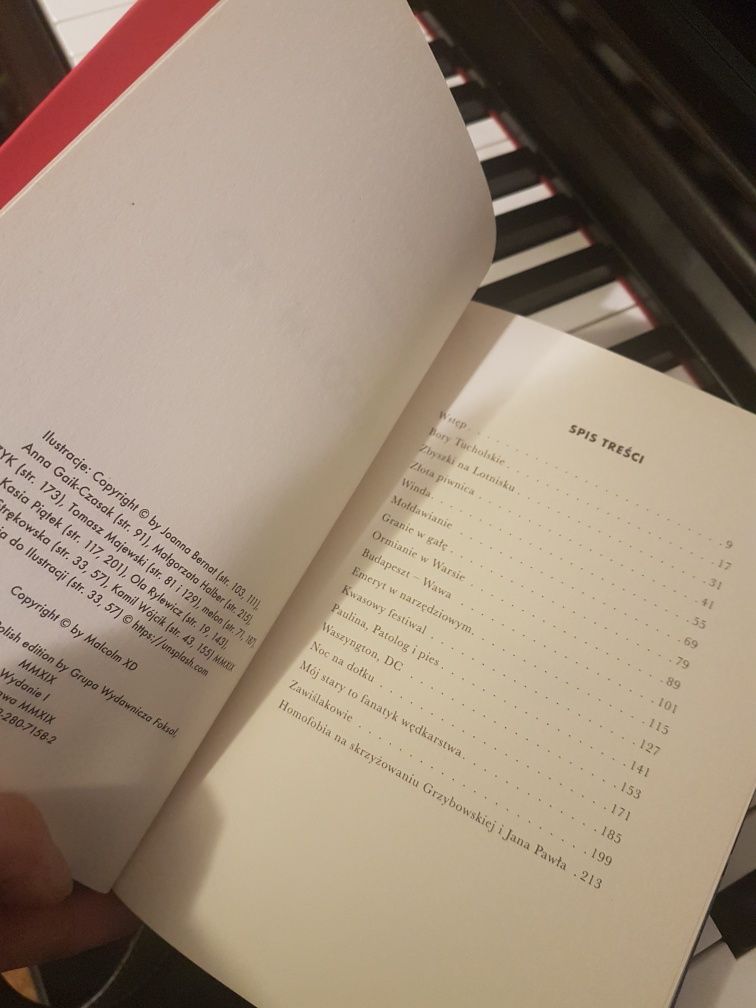 Ilustracje: Copyright © by Joanna Bernat (str. 103, 111),
Anna Gaik-Czasak (str. 91), Małgorzata Halber (str. 215),
YK (str. 173), Tomasz Majewski (str. 81 i 129), melon (str. 71, 187),
Kasia Piątek (str. 117, 201), Ola Rylewicz (str. 19, 143),
Strękowska (str. 33, 57), Kamil Wójcik (str. 43, 155) MMXIX
do Ilustracji (str. 33, 57) © https://unsplash.com
Copyright © by Malcolm XD
Polish edition by Grupa Wydawnicza Foksal,
MMXIX
Wydanie I
MMXIX
280-7158-2
SPIS TREŚCI
Wstęp . . . 9
Bory Tucholskie . . . 17
Zbyszki na Lotnisku . . . 31
Złota piwnica . . . 41
Winda . . . 55
Mołdawianie . . . 69
Granie w gałę . . . 79
Ormianie w Warsie . . . 89
Budapeszt – Wawa . . . 101
Emeryt w narzędziowym . . . 115
Kwasowy festiwal . . . 127
Paulina, Patolog i pies . . . 141
Waszyngton, DC . . . 153
Noc na dołku . . . 171
Mój stary to fanatyk wędkarstwa . . . 185
Zawiślakowie . . . 199
Homofobia na skrzyżowaniu Grzybowskiej i Jana Pawła . 213